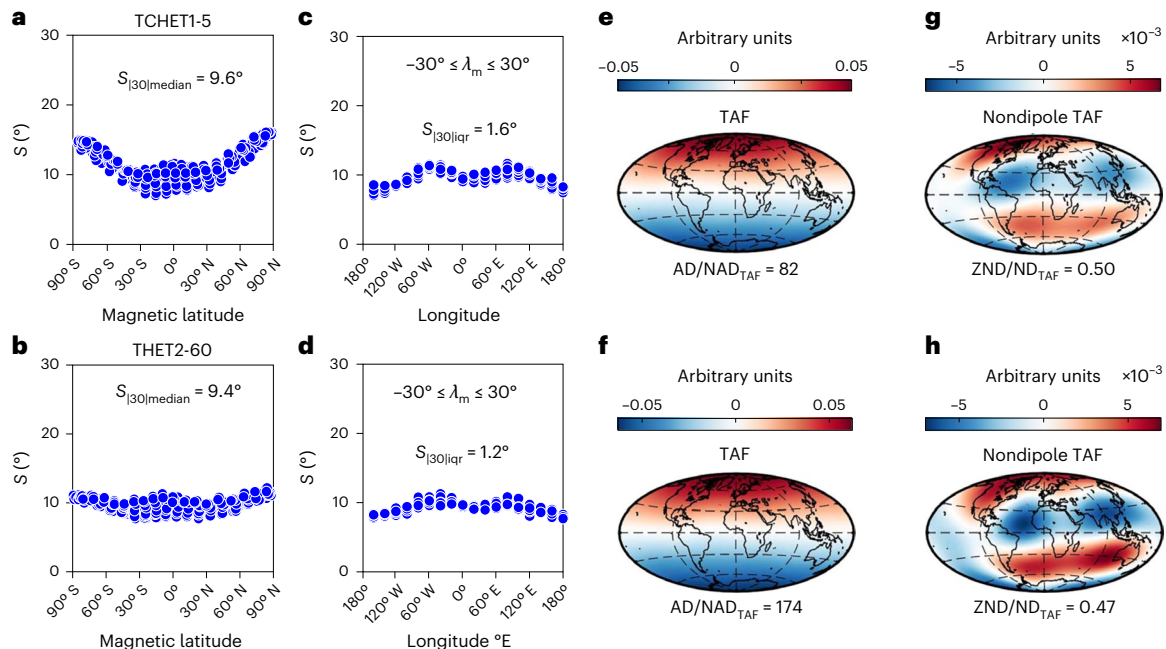 a
TCHET1-5
30
20
10
0
S (°)
S|30|median = 9.6°
90° S
60° S
30° S
0°
30° N
60° N
90° N
Magnetic latitude
c
30
20
10
0
S (°)
−30° ≤ λm ≤ 30°
S|30|iqr = 1.6°
180°
120° W
60° W
0°
60° E
120° E
180°
Longitude
e
Arbitrary units
−0.05
0
0.05
TAF
AD/NADTAF = 82
g
Arbitrary units ×10−3
−5
0
5
Nondipole TAF
ZND/NDTAF = 0.50
b
THET2-60
30
20
10
0
S (°)
S|30|median = 9.4°
90° S
60° S
30° S
0°
30° N
60° N
90° N
Magnetic latitude
d
30
20
10
0
S (°)
−30° ≤ λm ≤ 30°
S|30|iqr = 1.2°
180°
120° W
60° W
0°
60° E
120° E
180°
Longitude °E
f
Arbitrary units
−0.05
0
0.05
TAF
AD/NADTAF = 174
h
Arbitrary units ×10−3
−5
0
5
Nondipole TAF
ZND/NDTAF = 0.47